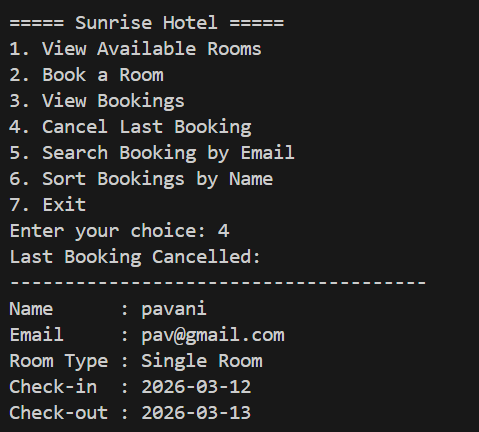 ===== Sunrise Hotel =====
1. View Available Rooms
2. Book a Room
3. View Bookings
4. Cancel Last Booking
5. Search Booking by Email
6. Sort Bookings by Name
7. Exit
Enter your choice: 4
Last Booking Cancelled:
--------------------------------------
Name      : pavani
Email     : pav@gmail.com
Room Type : Single Room
Check-in  : 2026-03-12
Check-out : 2026-03-13